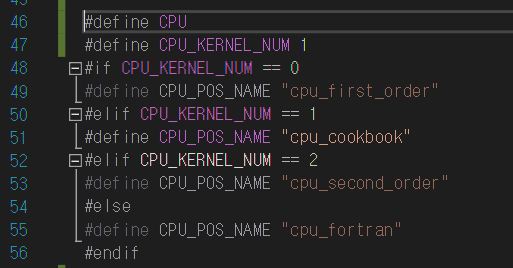 46 #define CPU
47 #define CPU_KERNEL_NUM 1
48 #if CPU_KERNEL_NUM == 0
49 #define CPU_POS_NAME "cpu_first_order"
50 #elif CPU_KERNEL_NUM == 1
51 #define CPU_POS_NAME "cpu_cookbook"
52 #elif CPU_KERNEL_NUM == 2
53 #define CPU_POS_NAME "cpu_second_order"
54 #else
55 #define CPU_POS_NAME "cpu_fortran"
56 #endif